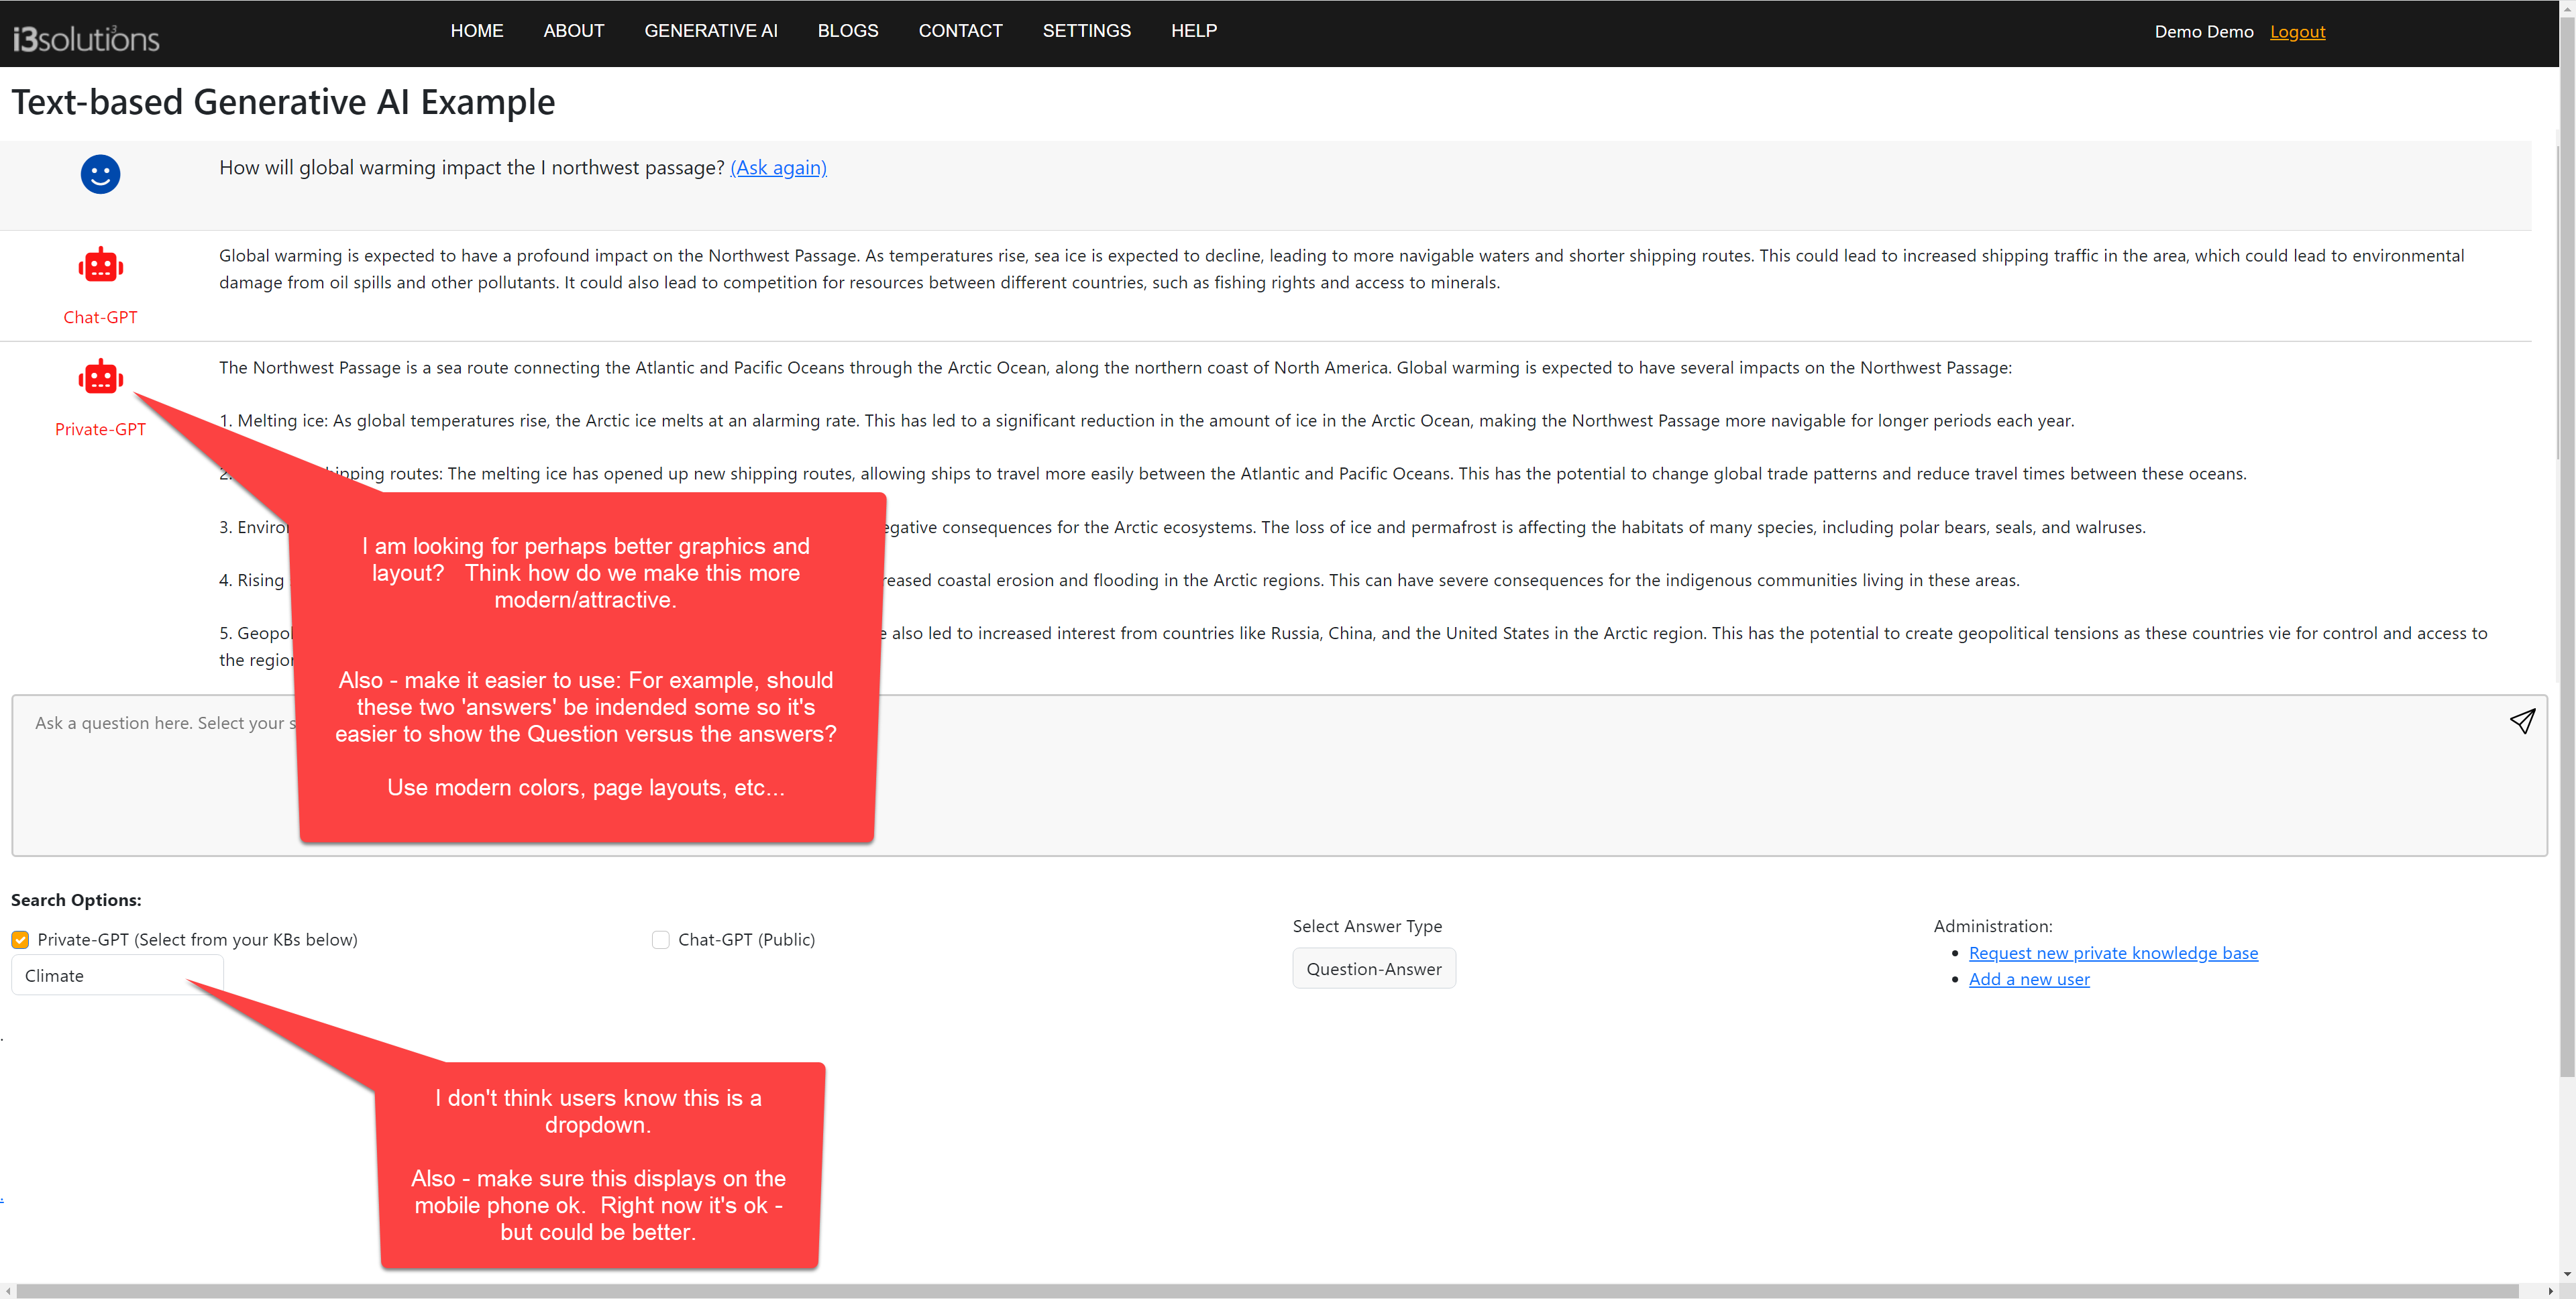 i3solutions
HOME ABOUT GENERATIVE AI BLOGS CONTACT SETTINGS HELP
Demo Demo Logout
Text-based Generative AI Example
How will global warming impact the I northwest passage? (Ask again)
Global warming is expected to have a profound impact on the Northwest Passage. As temperatures rise, sea ice is expected to decline, leading to more navigable waters and shorter shipping routes. This could lead to increased shipping traffic in the area, which could lead to environmental
damage from oil spills and other pollutants. It could also lead to competition for resources between different countries, such as fishing rights and access to minerals.
Chat-GPT
The Northwest Passage is a sea route connecting the Atlantic and Pacific Oceans through the Arctic Ocean, along the northern coast of North America. Global warming is expected to have several impacts on the Northwest Passage:
Private-GPT
1. Melting ice: As global temperatures rise, the Arctic ice melts at an alarming rate. This has led to a significant reduction in the amount of ice in the Arctic Ocean, making the Northwest Passage more navigable for longer periods each year.
2. shipping routes: The melting ice has opened up new shipping routes, allowing ships to travel more easily between the Atlantic and Pacific Oceans. This has the potential to change global trade patterns and reduce travel times between these oceans.
3. consequences for the Arctic ecosystems. The loss of ice and permafrost is affecting the habitats of many species, including polar bears, seals, and walruses.
4. Rising coastal erosion and flooding in the Arctic regions. This can have severe consequences for the indigenous communities living in these areas.
5. also led to increased interest from countries like Russia, China, and the United States in the Arctic region. This has the potential to create geopolitical tensions as these countries vie for control and access to
the
I am looking for perhaps better graphics and
layout? Think how do we make this more
modern/attractive.
Also - make it easier to use: For example, should
these two 'answers' be indended some so it's
easier to show the Question versus the answers?
Use modern colors, page layouts, etc...
Ask a question here. Select your
Search Options:
Private-GPT (Select from your KBs below)
Climate
Chat-GPT (Public)
Select Answer Type
Question-Answer
Administration:
• Request new private knowledge base
• Add a new user
I don't think users know this is a
dropdown.
Also - make sure this displays on the
mobile phone ok. Right now it's ok -
but could be better.